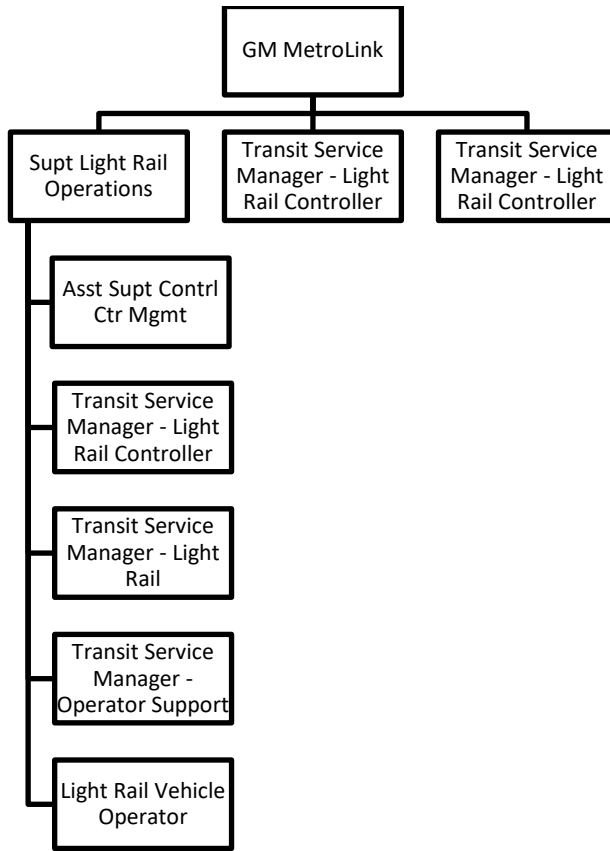 GM MetroLink
Supt Light Rail
Operations
Transit Service
Manager - Light
Rail Controller
Transit Service
Manager - Light
Rail Controller
Asst Supt Contrl
Ctr Mgmt
Transit Service
Manager - Light
Rail Controller
Transit Service
Manager - Light
Rail
Transit Service
Manager -
Operator Support
Light Rail Vehicle
Operator